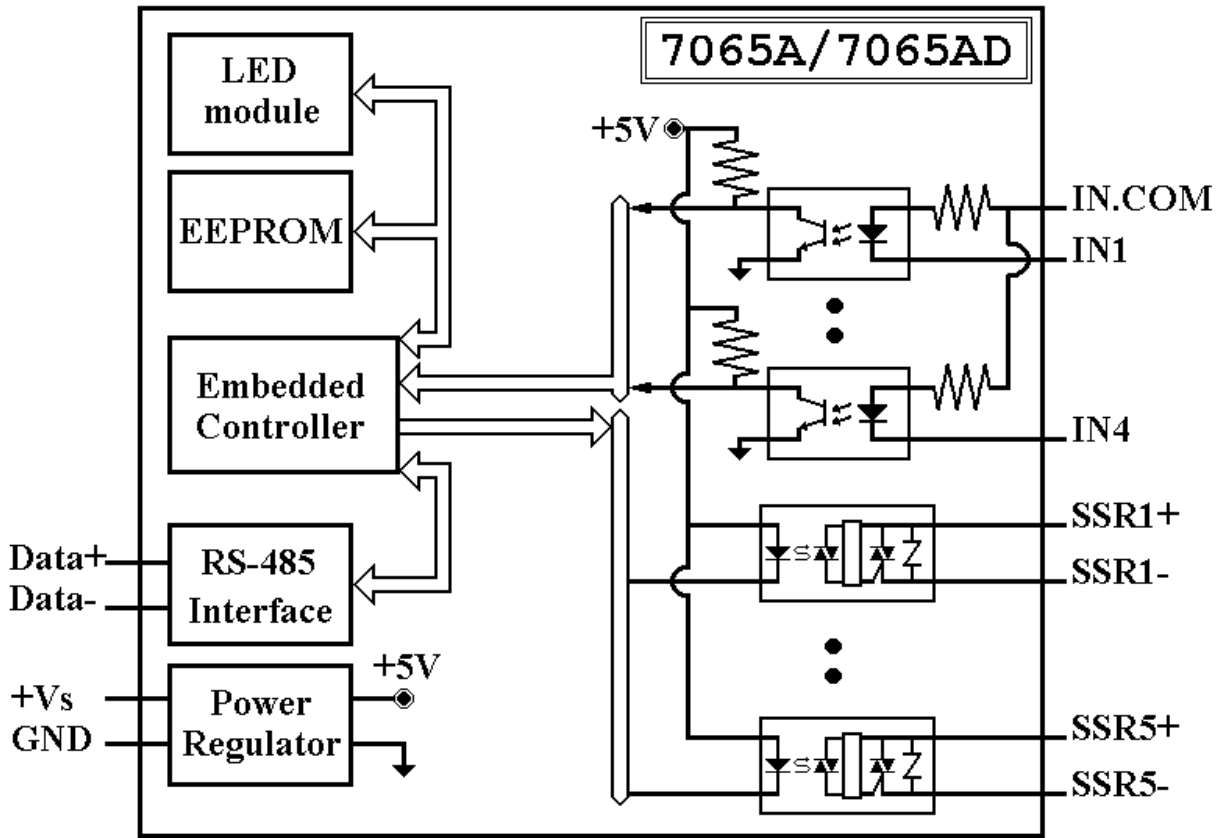 7065A/7065AD
LED
module
EEPROM
Embedded
Controller
RS-485
Interface
Power
Regulator
Data+
Data-
+Vs
GND
+5V
+5V
IN.COM
IN1
IN4
SSR1+
SSR1-
SSR5+
SSR5-